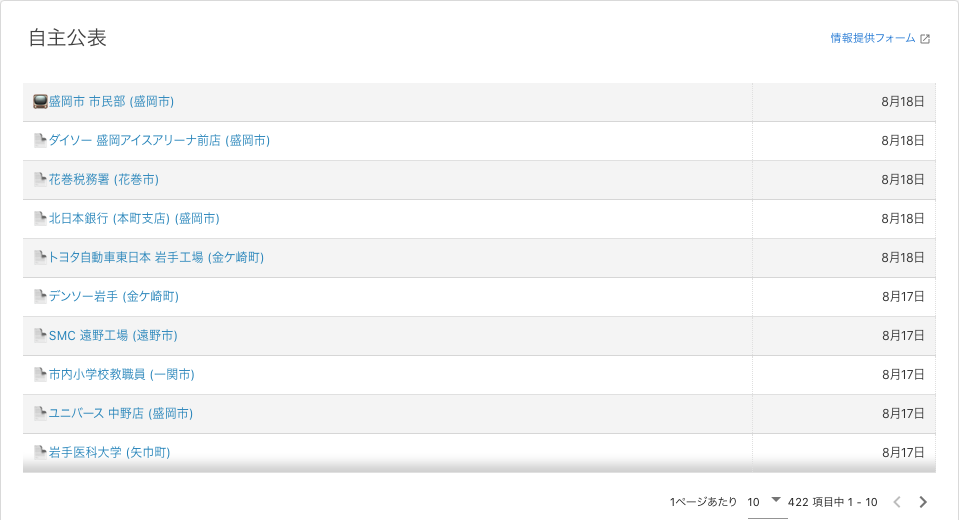 自主公表
情報提供フォーム
盛岡市 市民部 (盛岡市) 8月18日
ダイソー 盛岡アイスアリーナ前店 (盛岡市) 8月18日
花巻税務署 (花巻市) 8月18日
北日本銀行 (本町支店) (盛岡市) 8月18日
トヨタ自動車東日本 岩手工場 (金ケ崎町) 8月18日
デンソー岩手 (金ケ崎町) 8月17日
SMC 遠野工場 (遠野市) 8月17日
市内小学校教職員 (一関市) 8月17日
ユニバース 中野店 (盛岡市) 8月17日
岩手医科大学 (矢巾町) 8月17日
1ページあたり 10 422 項目中 1 - 10